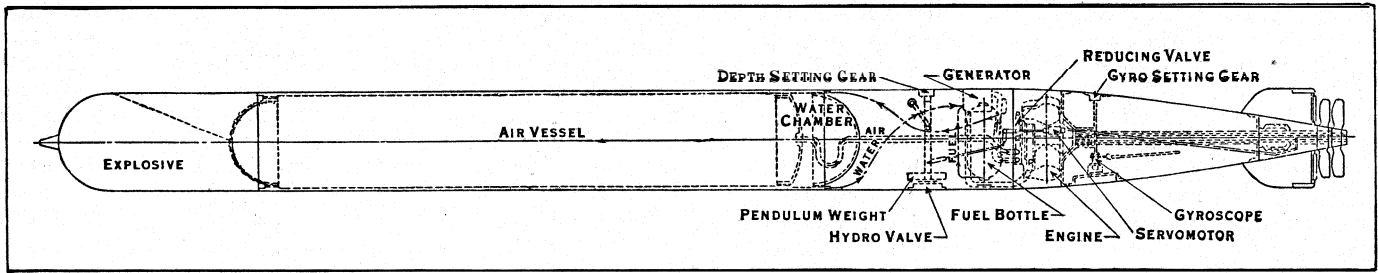 REDUCING VALVE
DEPTH SETTING GEAR
GENERATOR
GYRO SETTING GEAR
WATER
CHAMBER
AIR VESSEL
AIR
EXPLOSIVE
WATER
FUEL
PENDULUM WEIGHT
FUEL BOTTLE
GYROSCOPE
HYDRO VALVE
ENGINE
SERVOMOTOR